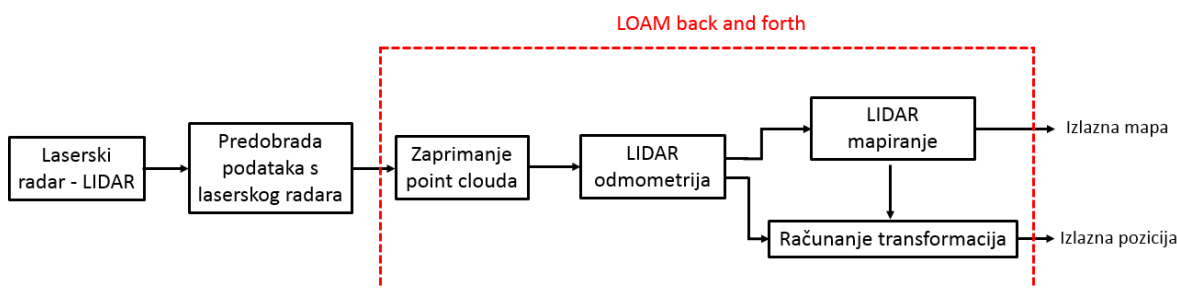 LOAM back and forth
Laserski
radar - LIDAR
Predobrada
podataka s
laserskog radara
Zaprimanje
point clouda
LIDAR
odmometrija
LIDAR
mapiranje
Izlazna mapa
Računanje transformacija
Izlazna pozicija